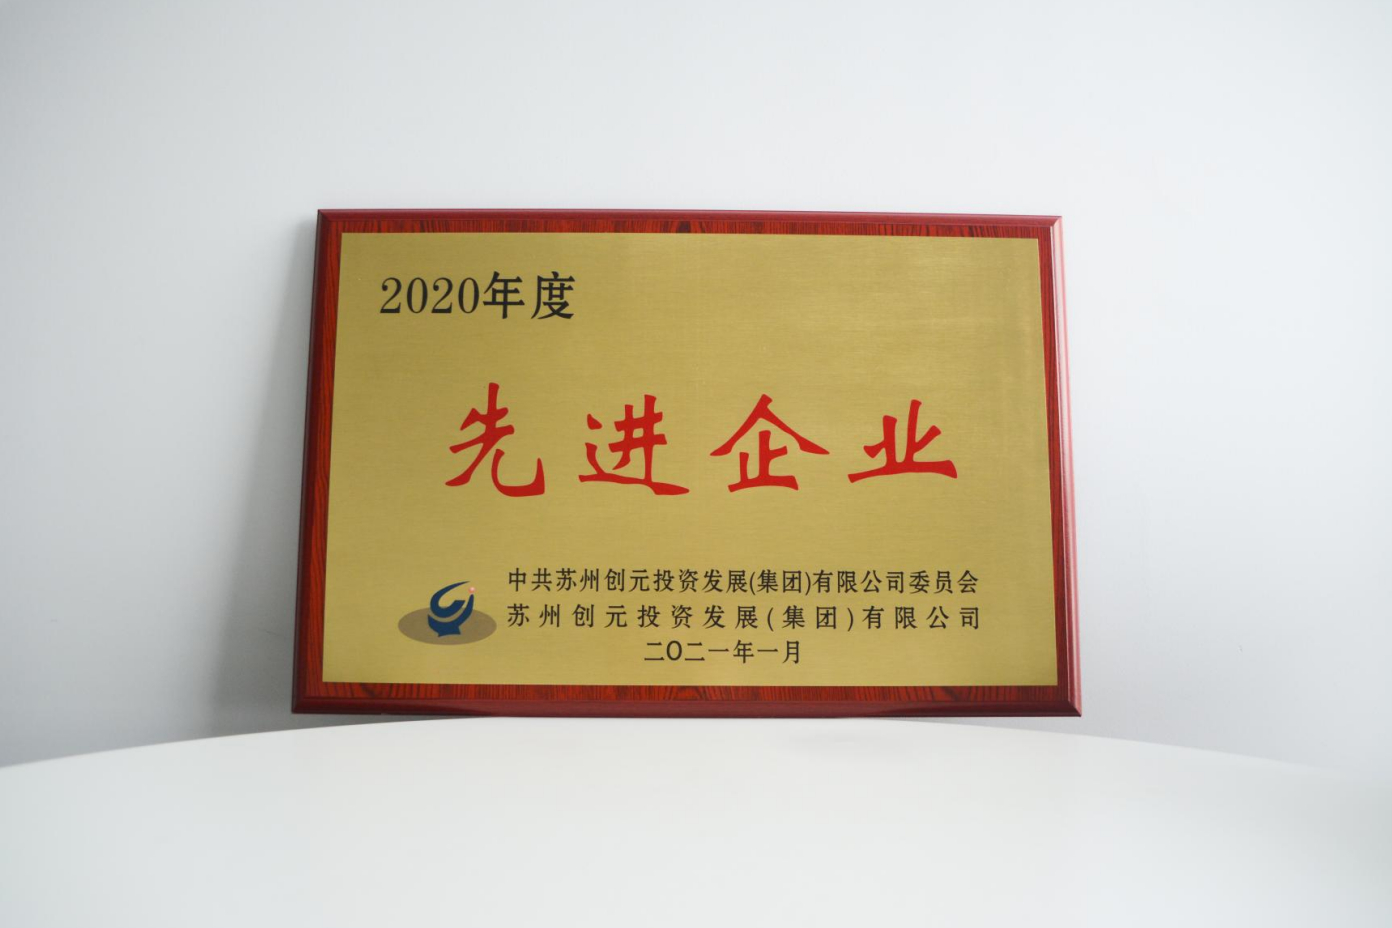 2020年度
先进企业
中共苏州创元投资发展(集团)有限公司委员会
苏州创元投资发展(集团)有限公司
二〇二一年一月